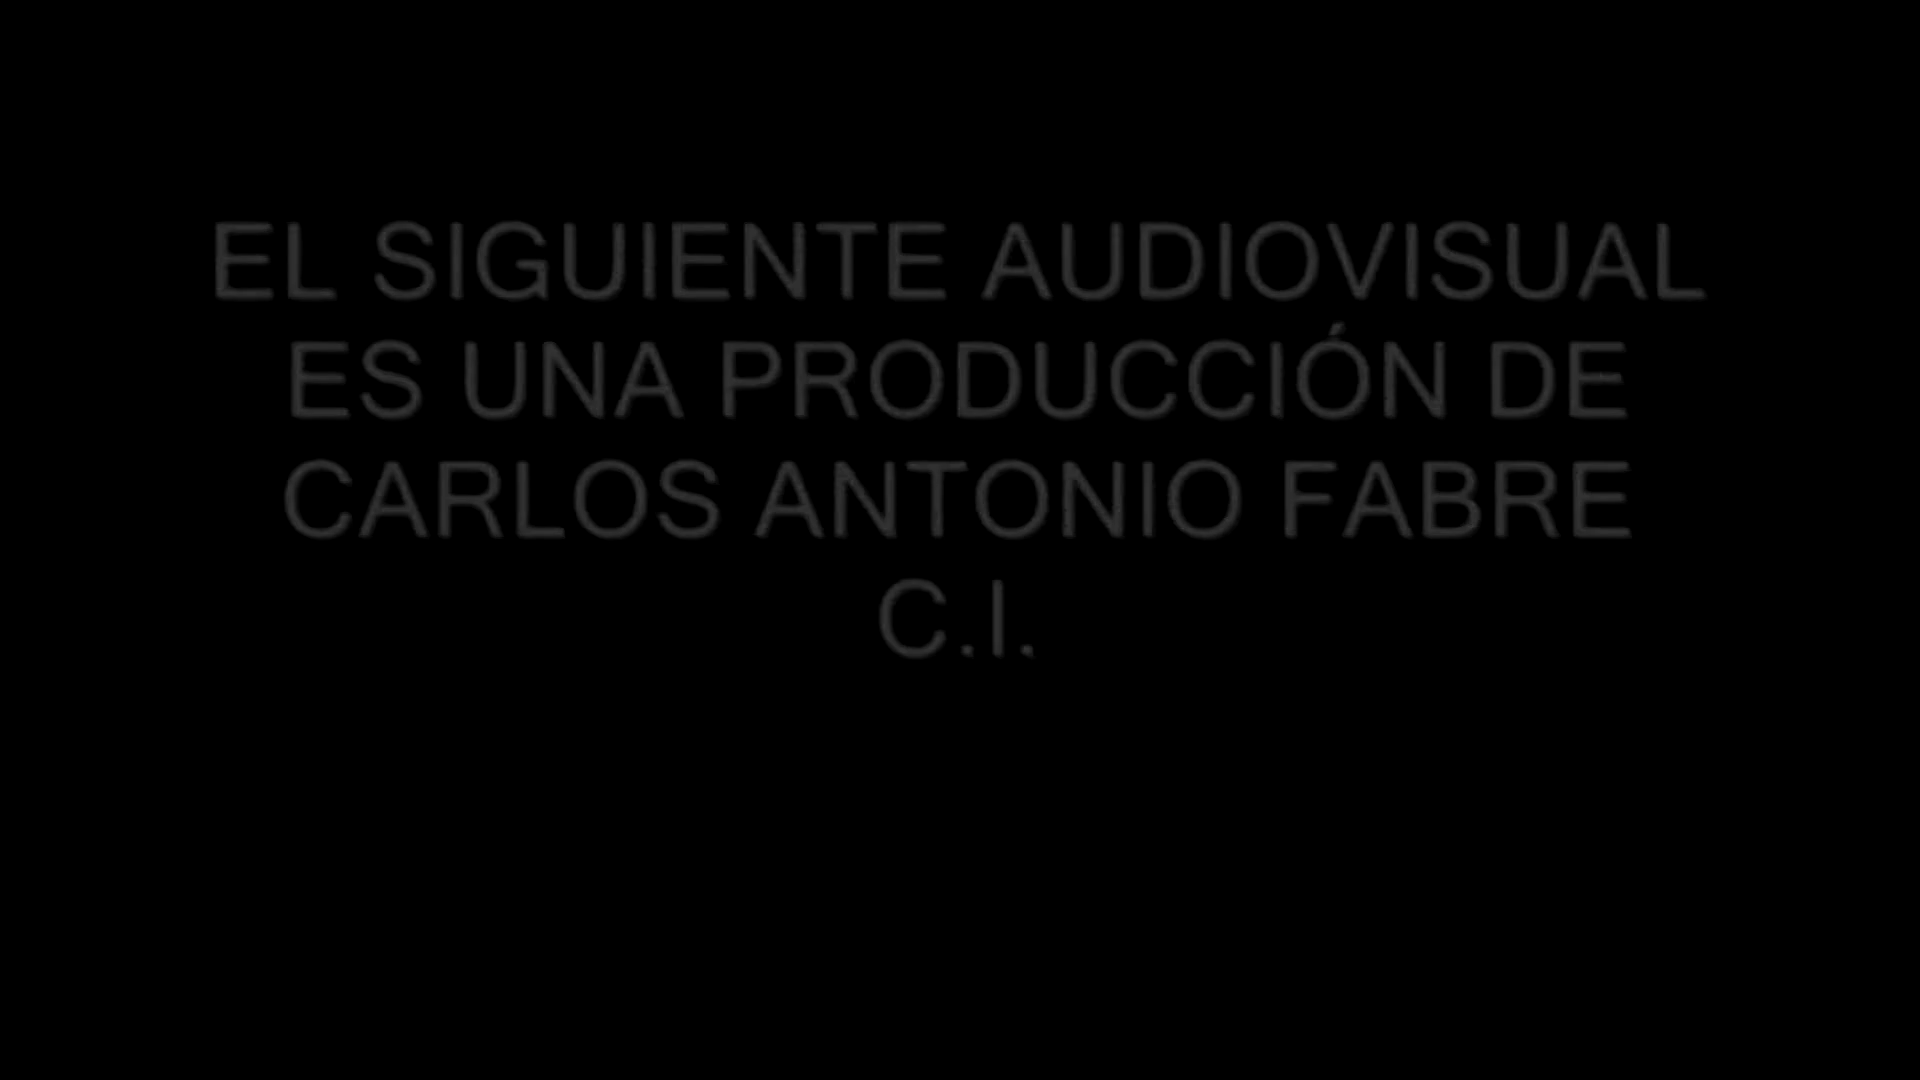 EL SIGUIENTE AUDIOVISUAL
ES UNA PRODUCCIÓN DE
CARLOS ANTONIO FABRE
C.I.